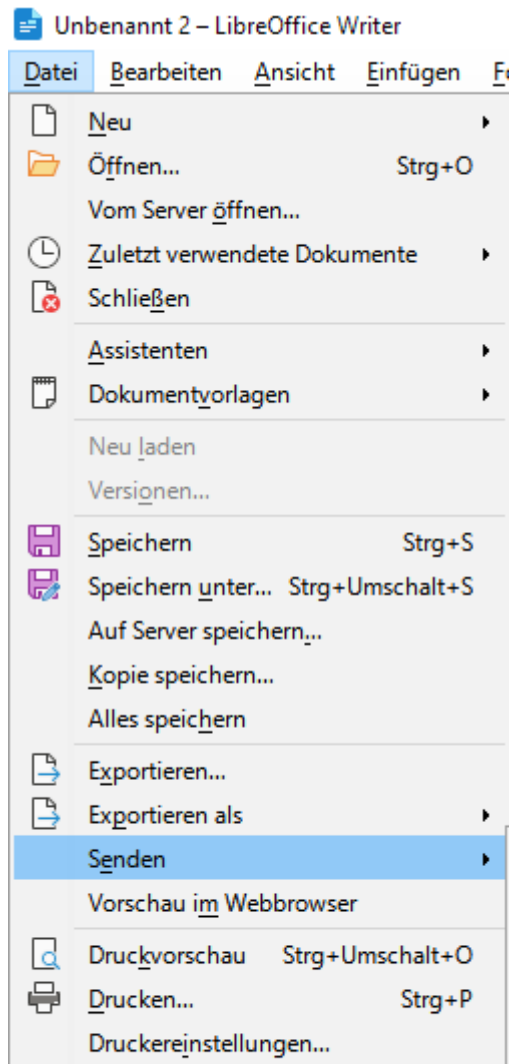 Unbenannt 2 – LibreOffice Writer
Datei Bearbeiten Ansicht Einfügen
Neu
Öffnen... Strg+O
Vom Server öffnen...
Zuletzt verwendete Dokumente
Schließen
Assistenten
Dokumentvorlagen
Neu laden
Versionen...
Speichern Strg+S
Speichern unter... Strg+Umschalt+S
Auf Server speichern...
Kopie speichern...
Alles speichern
Exportieren...
Exportieren als
Senden
Vorschau im Webbrowser
Druckvorschau Strg+Umschalt+O
Drucken... Strg+P
Druckereinstellungen...